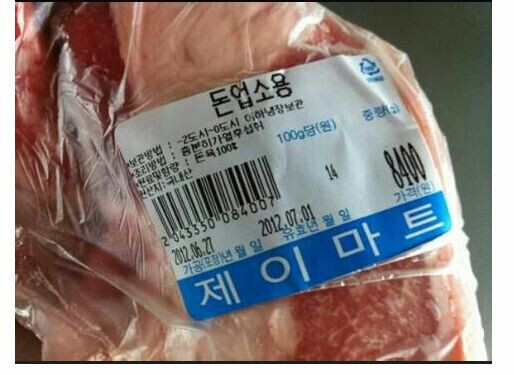 돈업소용
보관방법 : -2도시~0도시 이하냉장보관
조리방법 : 충분히가열후섭취
원료및함량 : 돈육100%
원산지:국내산
100g당(원)
중량(g)
14
8400
2 043550 084007
가격(원)
2012.06.27
2012.07.01
가공(포장)년 월 일
유효년 월 일
제이마트